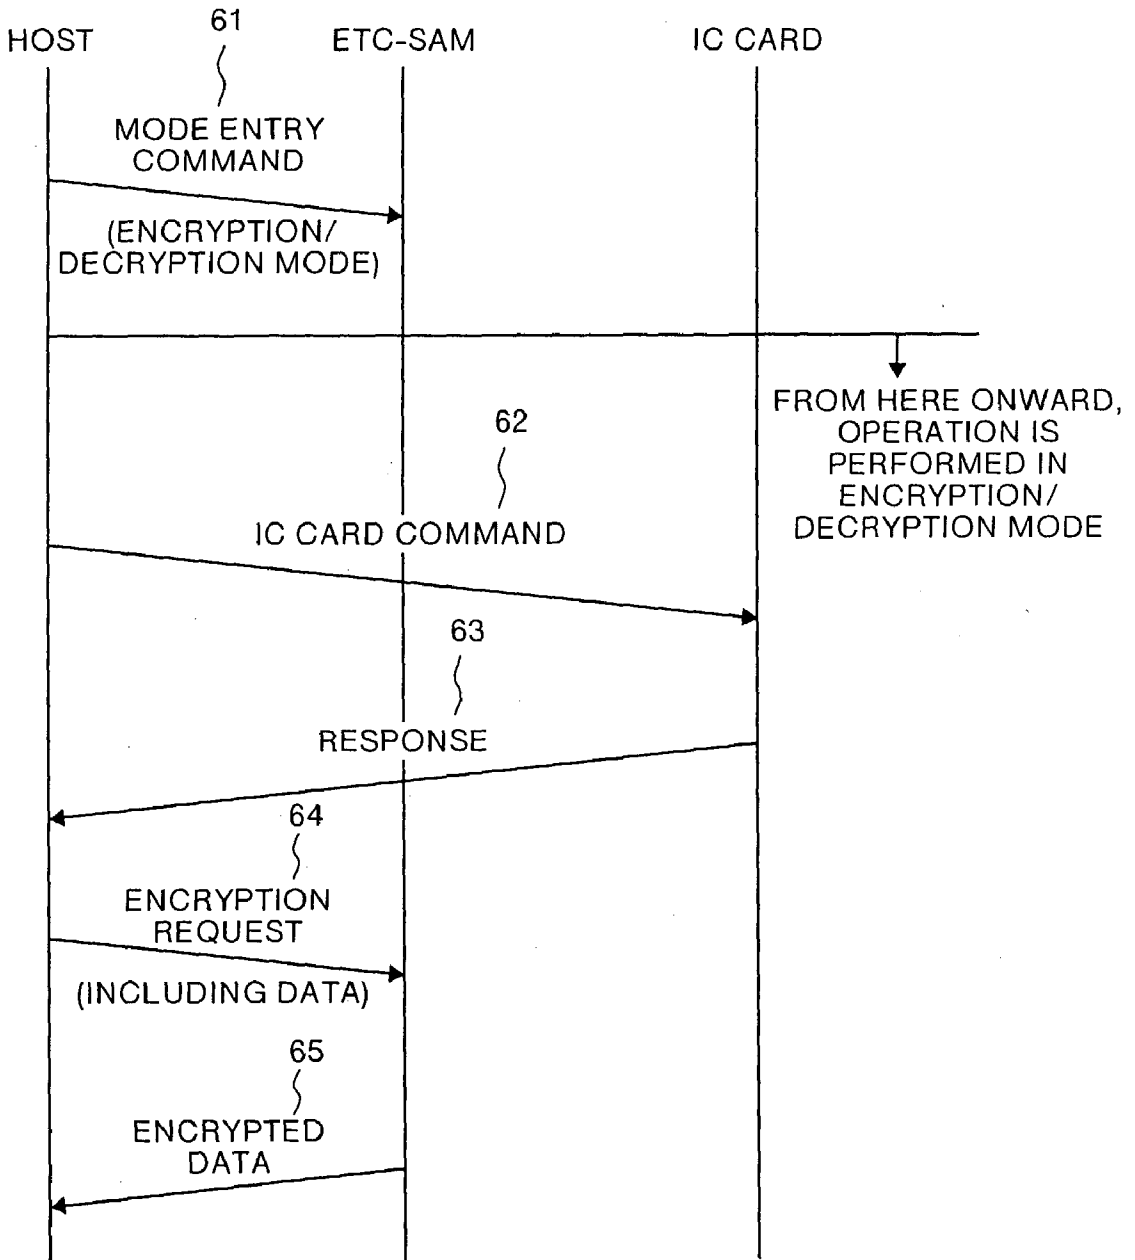 61
HOST
ETC-SAM
IC CARD
MODE ENTRY
COMMAND
(ENCRYPTION/
DECRYPTION MODE)
FROM HERE ONWARD,
OPERATION IS
PERFORMED IN
ENCRYPTION/
DECRYPTION MODE
62
IC CARD COMMAND
63
RESPONSE
64
ENCRYPTION
REQUEST
(INCLUDING DATA)
65
ENCRYPTED
DATA